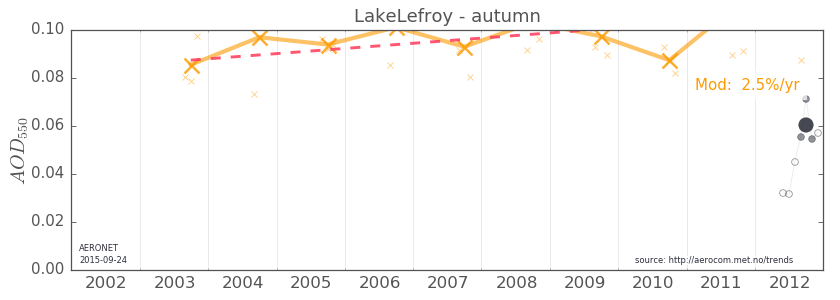 LakeLefroy - autumn
0.10
0.08
0.06
0.04
0.02
0.00
AOD550
Mod: 2.5%/yr
AERONET
2015-09-24
source: http://aerocom.met.no/trends
2002 2003 2004 2005 2006 2007 2008 2009 2010 2011 2012